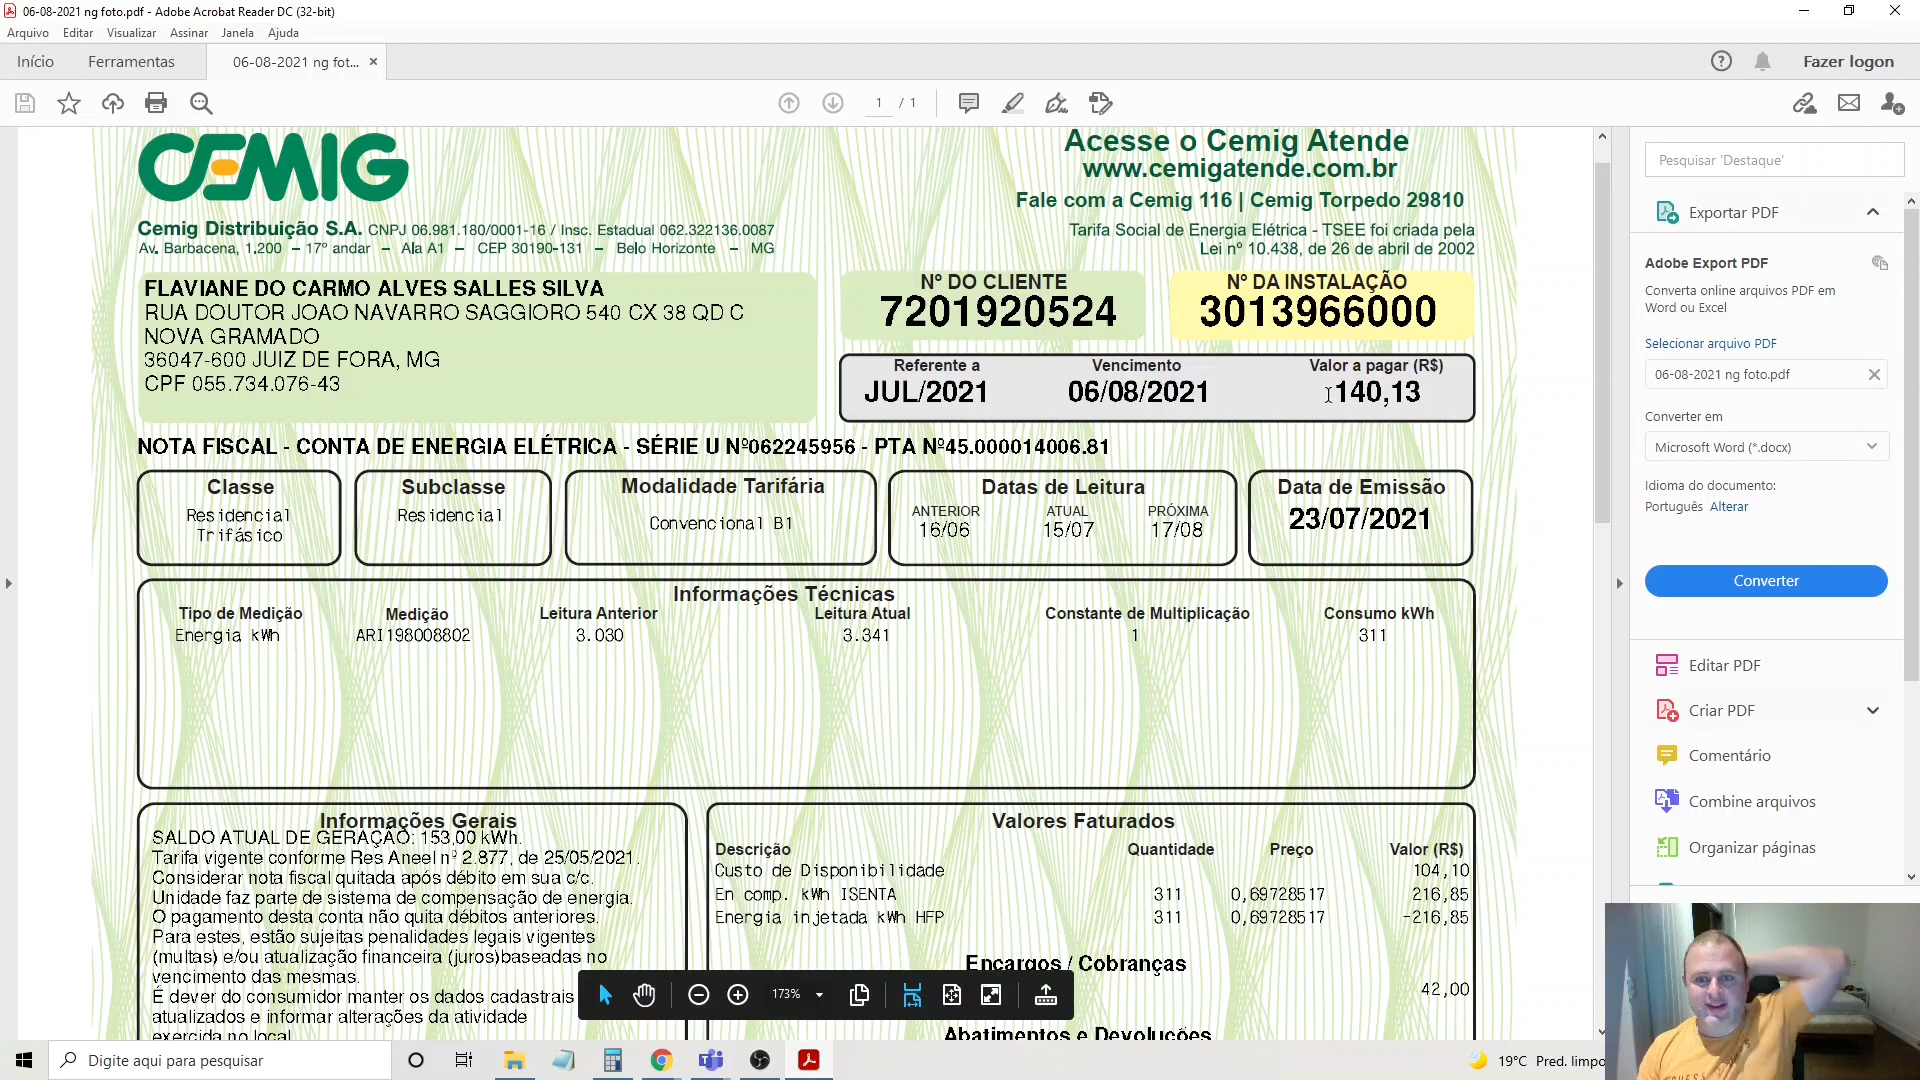 06-08-2021 ng foto.pdf - Adobe Acrobat Reader DC (32-bit)
Arquivo Editar Visualizar Assinar Janela Ajuda
Início Ferramentas 06-08-2021 ng fot... × Fazer logon
1 / 1
CEMIG
Cemig Distribuição S.A. CNPJ 06.981.180/0001-16 / Insc. Estadual 062.322136.0087
Av. Barbacena, 1.200 – 17º andar – Ala A1 – CEP 30190-131 – Belo Horizonte – MG
Acesse o Cemig Atende
www.cemigatende.com.br
Fale com a Cemig 116 | Cemig Torpedo 29810
Tarifa Social de Energia Elétrica - TSEE foi criada pela
Lei nº 10.438, de 26 de abril de 2002
FLAVIANE DO CARMO ALVES SALLES SILVA
RUA DOUTOR JOAO NAVARRO SAGGIORO 540 CX 38 QD C
NOVA GRAMADO
36047-600 JUIZ DE FORA, MG
CPF 055.734.076-43
Nº DO CLIENTE
7201920524
Nº DA INSTALAÇÃO
3013966000
Referente a Vencimento Valor a pagar (R$)
JUL/2021 06/08/2021 140,13
NOTA FISCAL - CONTA DE ENERGIA ELÉTRICA - SÉRIE U Nº062245956 - PTA Nº45.000014006.81
Classe
Residencial
Trifásico
Subclasse
Residencial
Modalidade Tarifária
Convencional B1
Datas de Leitura
ANTERIOR ATUAL PRÓXIMA
16/06 15/07 17/08
Data de Emissão
23/07/2021
Informações Técnicas
Tipo de Medição Medição Leitura Anterior Leitura Atual Constante de Multiplicação Consumo kWh
Energia kWh ARI198008802 3.030 3.341 1 311
Informações Gerais
SALDO ATUAL DE GERAÇÃO: 153,00 kWh.
Tarifa vigente conforme Res Aneel nº 2.877, de 25/05/2021.
Considerar nota fiscal quitada após débito em sua c/c.
Unidade faz parte de sistema de compensação de energia.
O pagamento desta conta não quita débitos anteriores.
Para estes, estão sujeitas penalidades legais vigentes
(multas) e/ou atualização financeira (juros)baseadas no
vencimento das mesmas.
É dever do consumidor manter os dados cadastrais
atualizados e informar alterações da atividade
exercida no local.
Valores Faturados
Descrição Quantidade Preço Valor (R$)
Custo de Disponibilidade 104,10
En comp. kWh ISENTA 311 0,69728517 216,85
Energia injetada kWh HFP 311 0,69728517 -216,85
Encargos / Cobranças
42,00
Abatimentos e Devoluções
173%
Pesquisar 'Destaque'
Exportar PDF
Adobe Export PDF
Converta online arquivos PDF em
Word ou Excel
Selecionar arquivo PDF
06-08-2021 ng foto.pdf
Converter em
Microsoft Word (*.docx)
Idioma do documento:
Português Alterar
Converter
Editar PDF
Criar PDF
Comentário
Combine arquivos
Organizar páginas
Digite aqui para pesquisar
19°C Pred. limpo